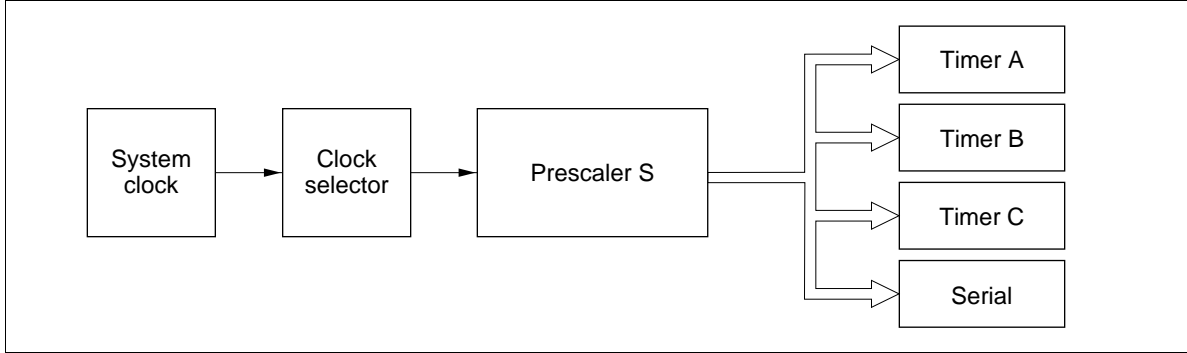 System
clock
Clock
selector
Prescaler S
Timer A
Timer B
Timer C
Serial